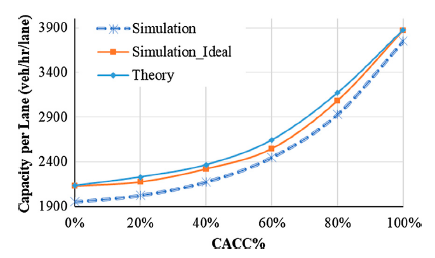 3900
3400
2900
2400
1900
Capacity per Lane (veh/hr/lane)
Simulation
Simulation_Ideal
Theory
0% 20% 40% 60% 80% 100%
CACC%